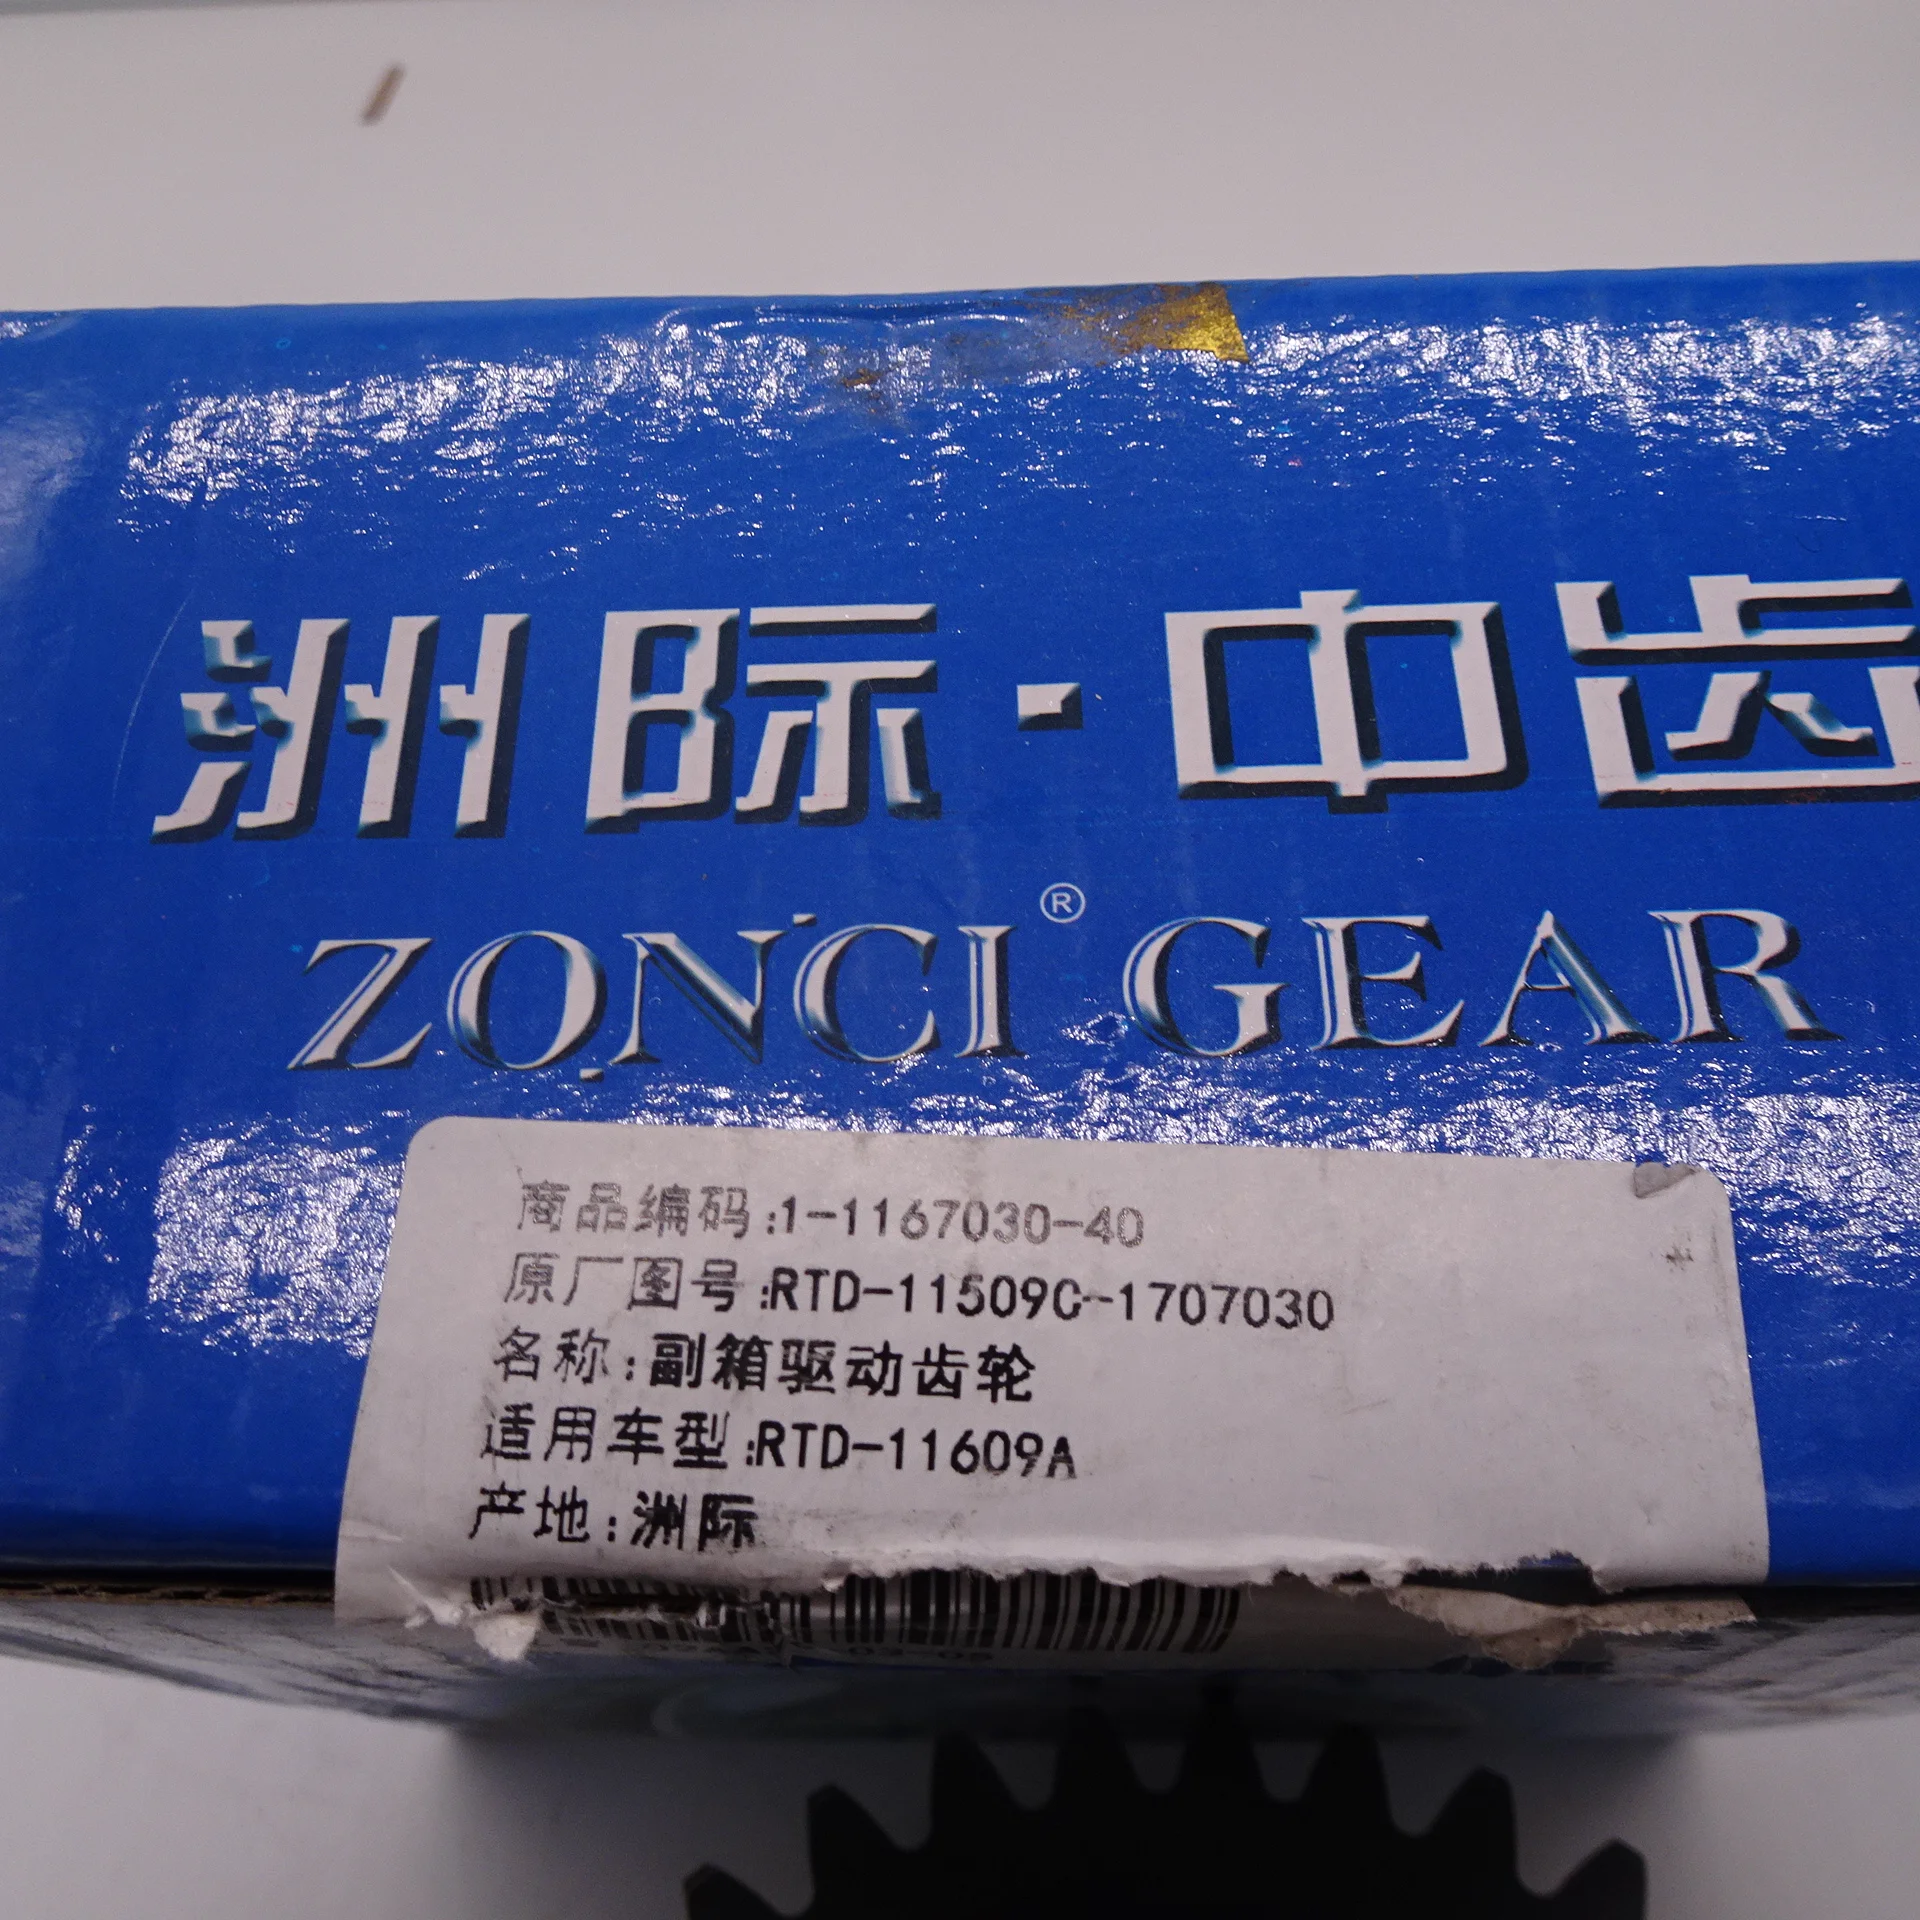 洲际·中齿
ZONCI® GEAR
商品编码:1-1167030-40
原厂图号:RTD-11509C-1707030
名称:副箱驱动齿轮
适用车型:RTD-11609A
产地:洲际